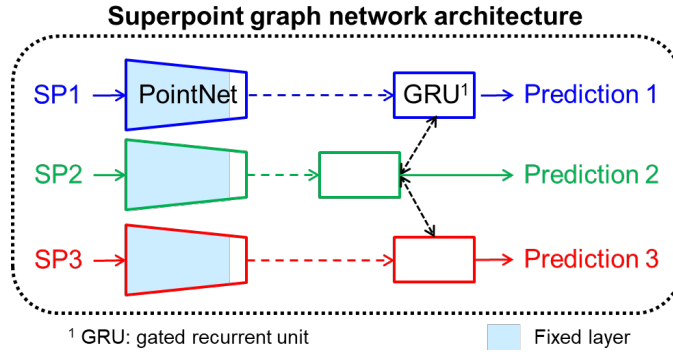 Superpoint graph network architecture
SP1 PointNet GRU¹ Prediction 1
SP2 Prediction 2
SP3 Prediction 3
¹ GRU: gated recurrent unit Fixed layer